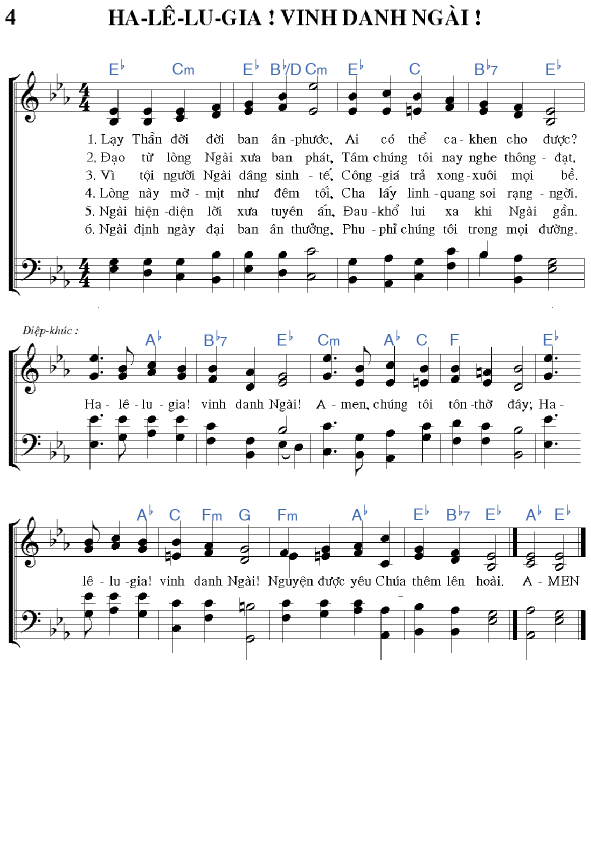 4 HA-LÊ-LU-GIA ! VINH DANH NGÀI !
E♭ Cm E♭ B♭/D Cm E♭ C B♭7 E♭
1. Lạy Thần đời đời ban ân-phước, Ai có thể ca-khen cho được?
2. Đạo từ lòng Ngài xưa ban phát, Tầm chúng tôi nay nghe thông-đạt,
3. Vì tội người Ngài dâng sinh-tế, Công-giá trả xong-xuôi mọi bề.
4. Lòng này mờ-mịt như đêm tối, Cha lấy linh-quang soi rạng-ngời.
5. Ngài hiện-diện lời xưa tuyên ấn, Đau-khổ lui xa khi Ngài gần.
6. Ngài định ngày đại ban ân thưởng, Phu-phỉ chúng tôi trong mọi đường.
Điệp-khúc :
A♭ B♭7 E♭ Cm A♭ C F E♭
Ha-lê-lu-gia! vinh danh Ngài! A-men, chúng tôi tôn-thờ đây; Ha-
A♭ C Fm G Fm A♭ E♭ B♭7 E♭ A♭ E♭
lê-lu-gia! vinh danh Ngài! Nguyện được yêu Chúa thêm lên hoài. A-MEN